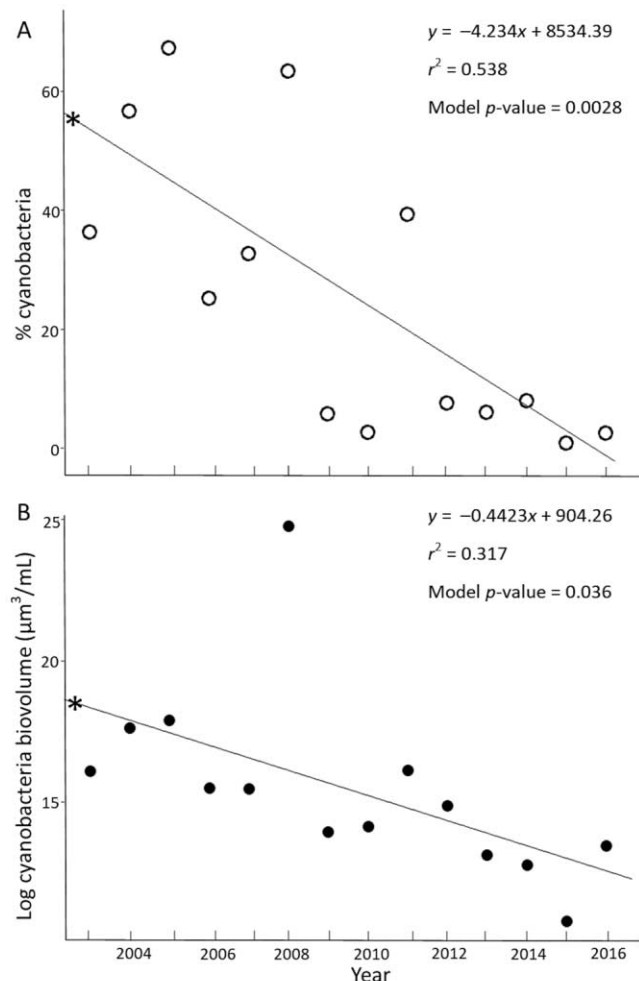 A
y = −4.234x + 8534.39
r² = 0.538
Model p-value = 0.0028
60
40
20
0
% cyanobacteria
B
y = −0.4423x + 904.26
r² = 0.317
Model p-value = 0.036
25
20
15
Log cyanobacteria biovolume (µm³/mL)
2004 2006 2008 2010 2012 2014 2016
Year